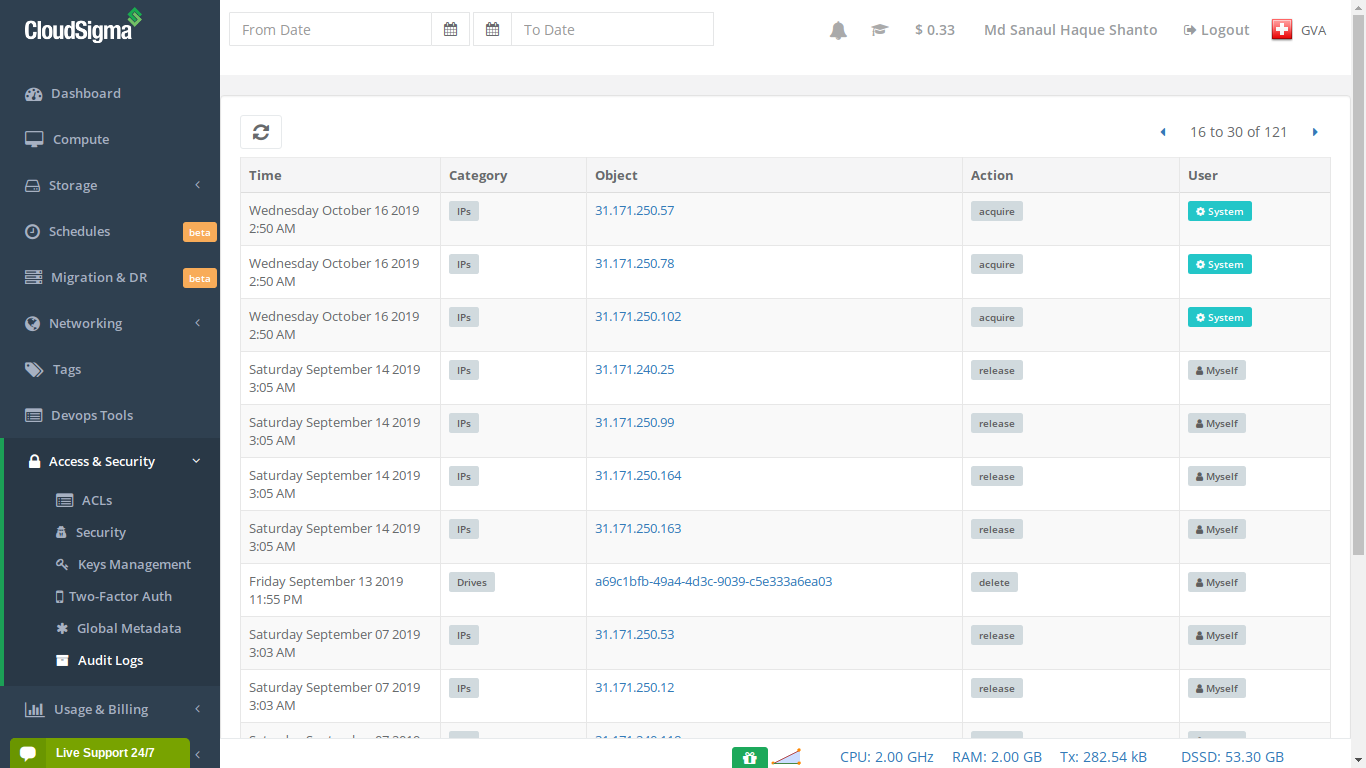 CloudSigma
From Date
To Date
$ 0.33
Md Sanaul Haque Shanto
Logout
GVA
Dashboard
Compute
Storage
Schedules
beta
Migration & DR
beta
Networking
Tags
Devops Tools
Access & Security
ACLs
Security
Keys Management
Two-Factor Auth
Global Metadata
Audit Logs
Usage & Billing
Live Support 24/7
16 to 30 of 121
Time Category Object Action User
Wednesday October 16 2019 IPs 31.171.250.57 acquire System
2:50 AM
Wednesday October 16 2019 IPs 31.171.250.78 acquire System
2:50 AM
Wednesday October 16 2019 IPs 31.171.250.102 acquire System
2:50 AM
Saturday September 14 2019 IPs 31.171.240.25 release Myself
3:05 AM
Saturday September 14 2019 IPs 31.171.250.99 release Myself
3:05 AM
Saturday September 14 2019 IPs 31.171.250.164 release Myself
3:05 AM
Saturday September 14 2019 IPs 31.171.250.163 release Myself
3:05 AM
Friday September 13 2019 Drives a69c1bfb-49a4-4d3c-9039-c5e333a6ea03 delete Myself
11:55 PM
Saturday September 07 2019 IPs 31.171.250.53 release Myself
3:03 AM
Saturday September 07 2019 IPs 31.171.250.12 release Myself
3:03 AM
CPU: 2.00 GHz RAM: 2.00 GB Tx: 282.54 kB DSSD: 53.30 GB